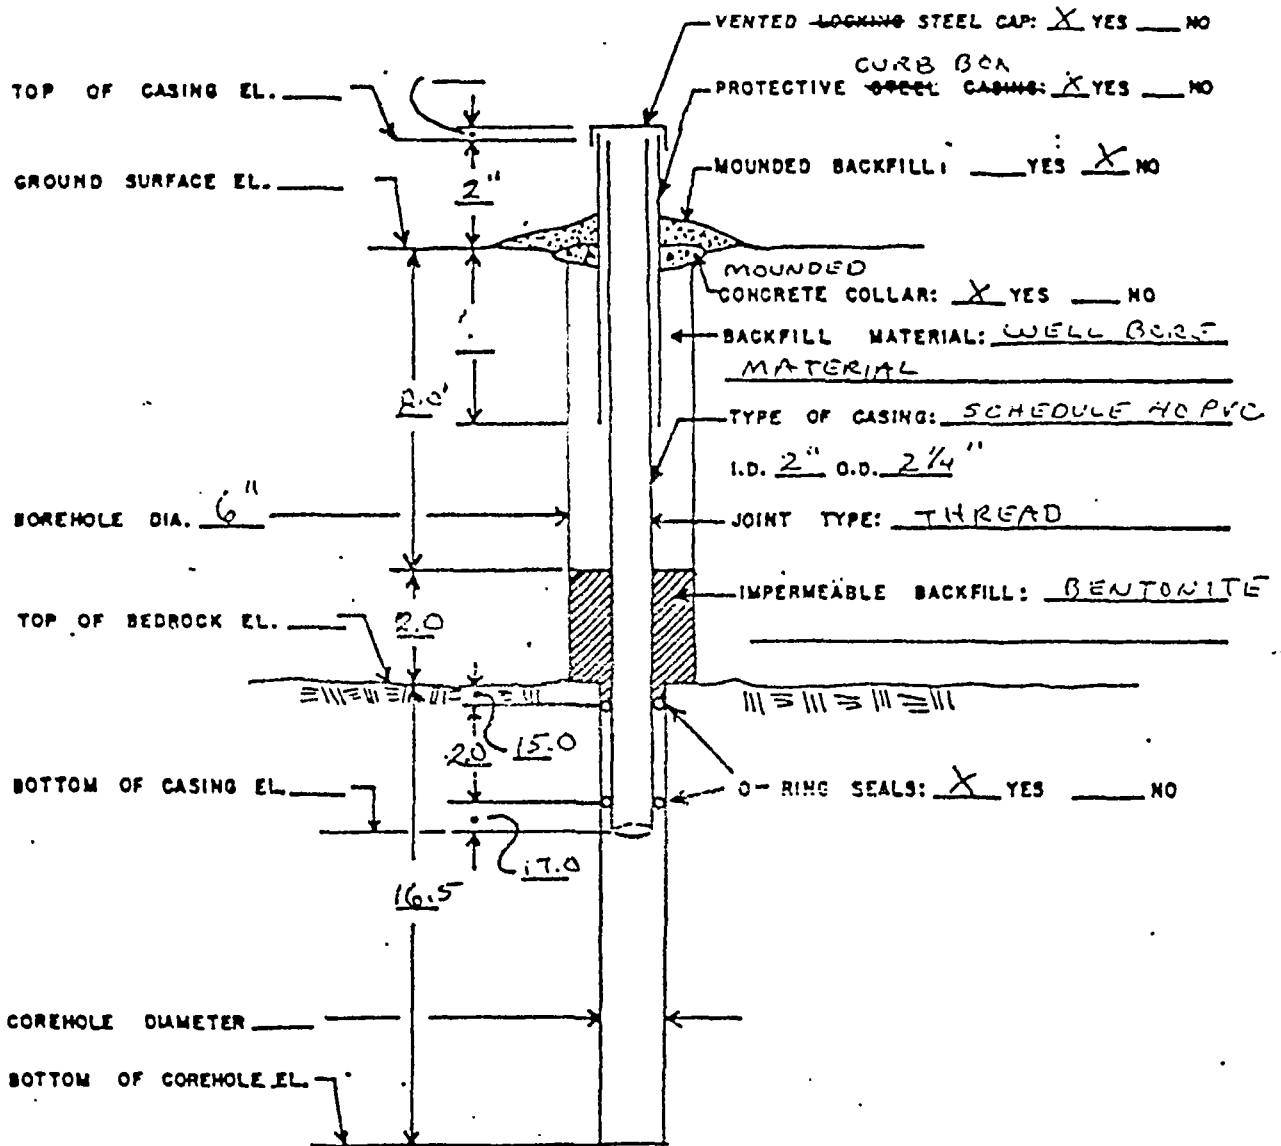 VENTED LOCKING STEEL CAP: X YES ___ NO
CURB BOX
TOP OF CASING EL. ___
PROTECTIVE STEEL CASING: X YES ___ NO
MOUNDED BACKFILL: ___ YES X NO
GROUND SURFACE EL. ___
2"
MOUNDED
CONCRETE COLLAR: X YES ___ NO
BACKFILL MATERIAL: WELL BORE
MATERIAL
TYPE OF CASING: SCHEDULE 40 PVC
I.D. 2" O.D. 2 1/4"
BOREHOLE DIA. 6"
JOINT TYPE: THREAD
IMPERMEABLE BACKFILL: BENTONITE
TOP OF BEDROCK EL. ___
2.0
2.0
15.0
BOTTOM OF CASING EL. ___
O-RING SEALS: X YES ___ NO
17.0
16.5
COREHOLE DIAMETER ___
BOTTOM OF COREHOLE EL. ___